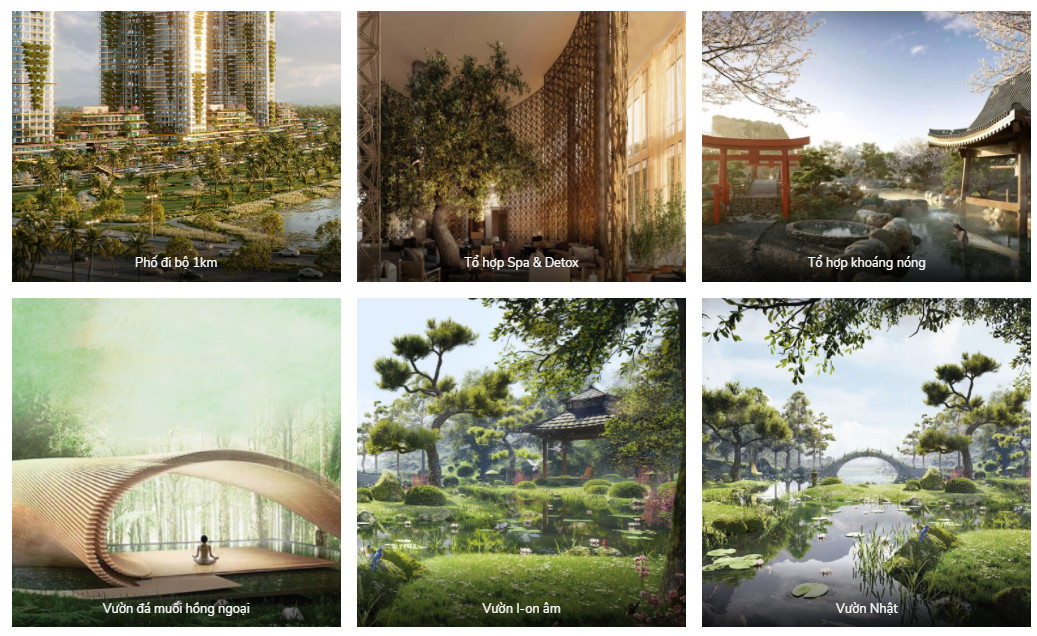 Phố đi bộ 1km
Tổ hợp Spa & Detox
Tổ hợp khoáng nóng
Vườn đá muối hồng ngoại
Vườn I-on âm
Vườn Nhật